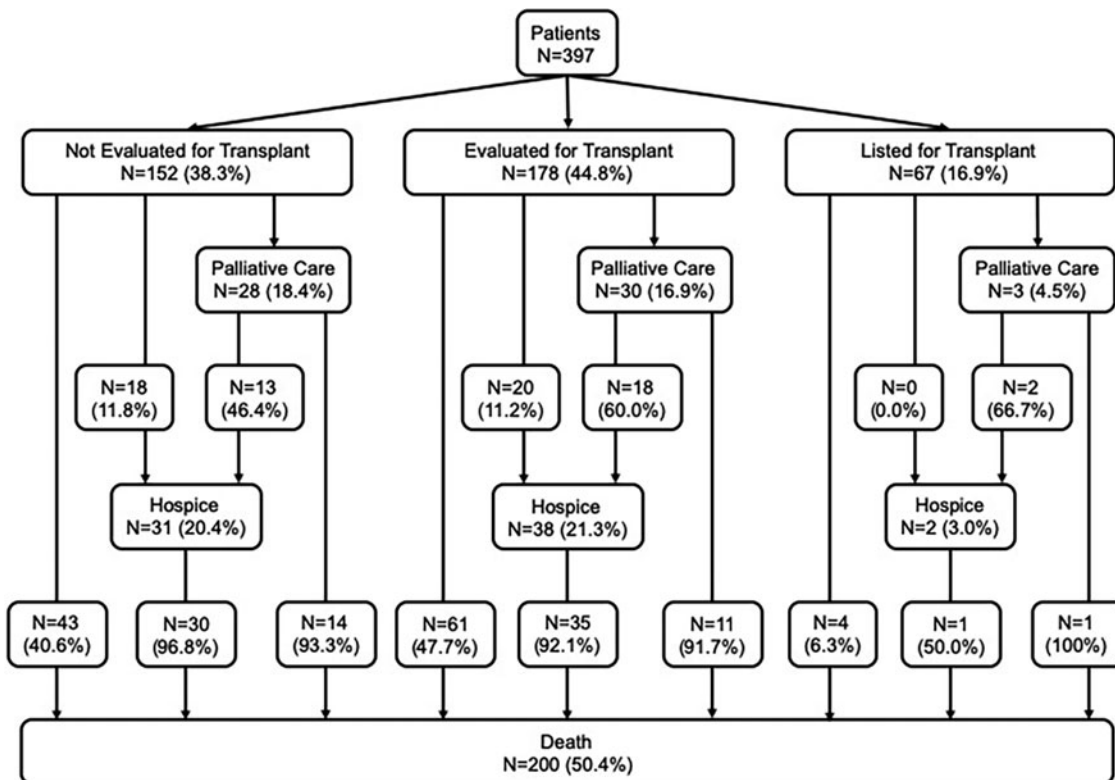 Patients
N=397
Not Evaluated for Transplant
N=152 (38.3%)
Evaluated for Transplant
N=178 (44.8%)
Listed for Transplant
N=67 (16.9%)
Palliative Care
N=28 (18.4%)
Palliative Care
N=30 (16.9%)
Palliative Care
N=3 (4.5%)
N=18
(11.8%)
N=13
(46.4%)
N=20
(11.2%)
N=18
(60.0%)
N=0
(0.0%)
N=2
(66.7%)
Hospice
N=31 (20.4%)
Hospice
N=38 (21.3%)
Hospice
N=2 (3.0%)
N=43
(40.6%)
N=30
(96.8%)
N=14
(93.3%)
N=61
(47.7%)
N=35
(92.1%)
N=11
(91.7%)
N=4
(6.3%)
N=1
(50.0%)
N=1
(100%)
Death
N=200 (50.4%)